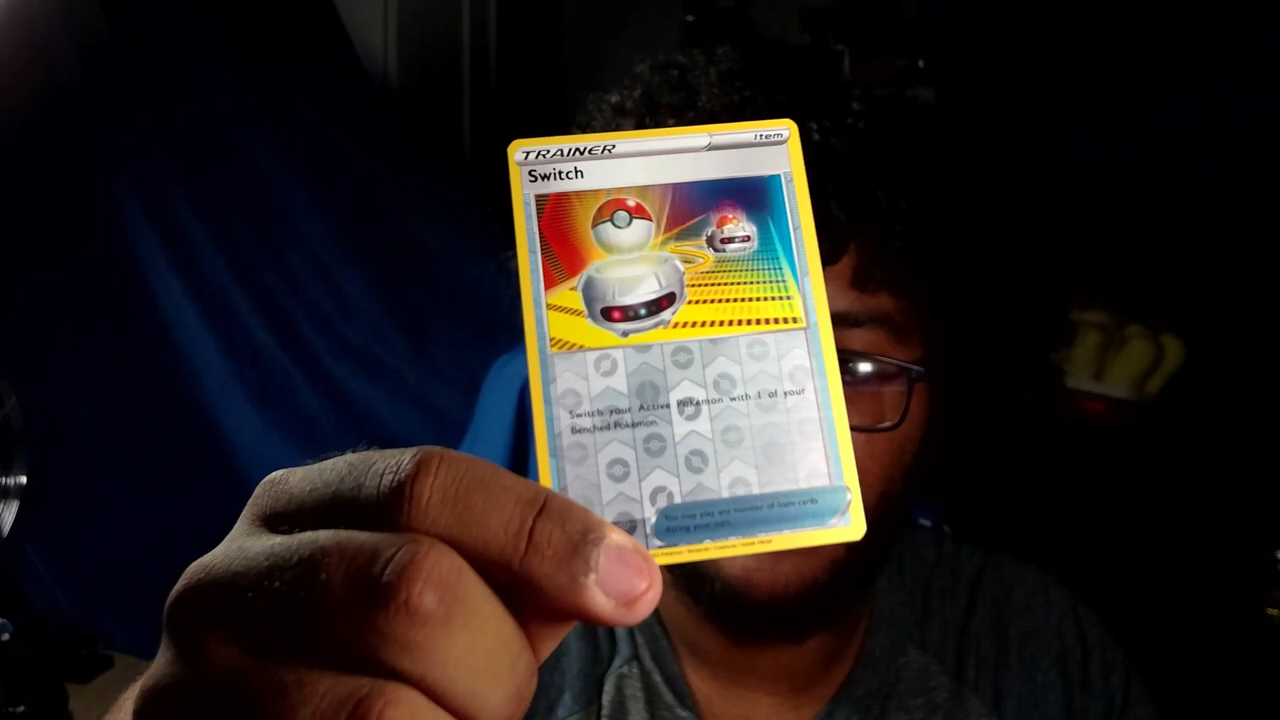 TRAINER
Item
Switch
Switch your Active Pokémon with 1 of your
Benched Pokémon.
You may play any number of Item cards
during your turn.